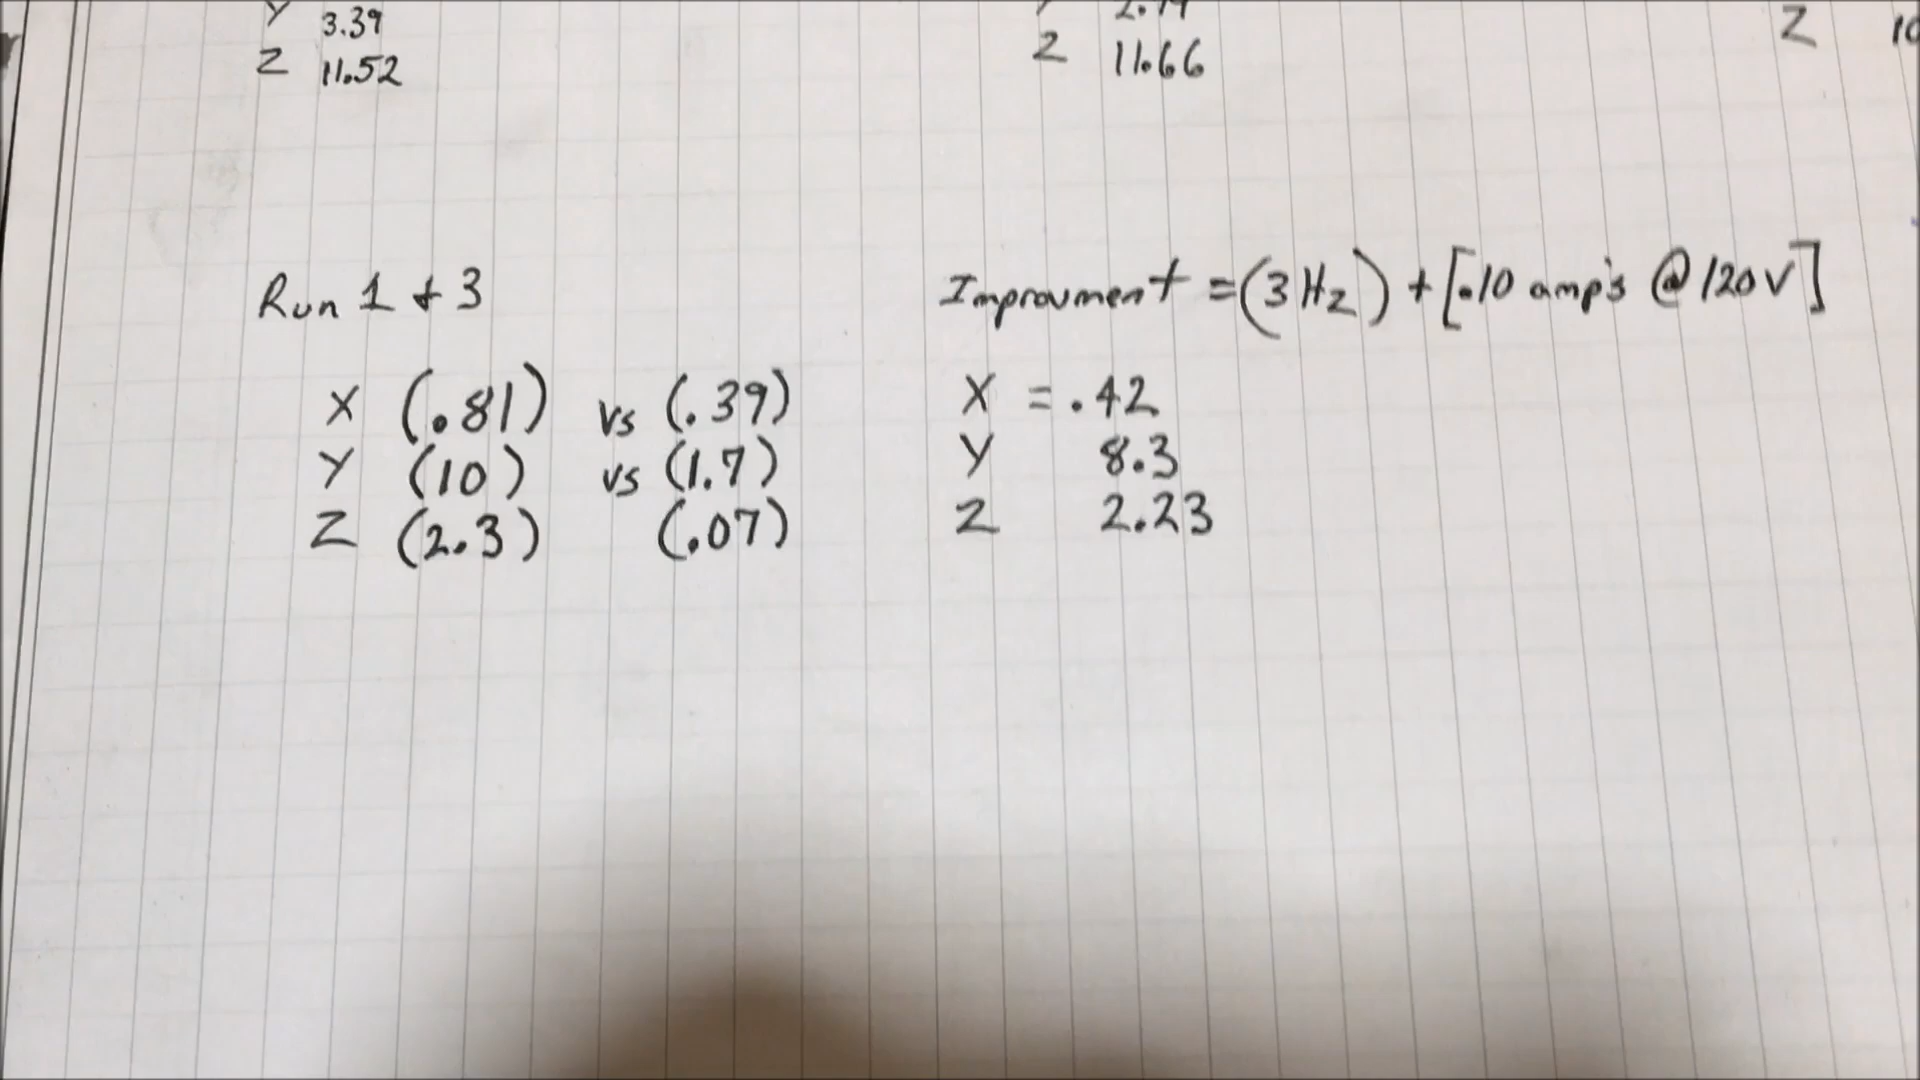 Y 3.39
Z 11.52
Z 11.66
Z
Run 1 + 3
X (.81) vs (.39)
Y (10) vs (1.7)
Z (2.3) (.07)
Improvment = (3 Hz) + [.10 amp's @ 120 V]
X = .42
Y 8.3
Z 2.23